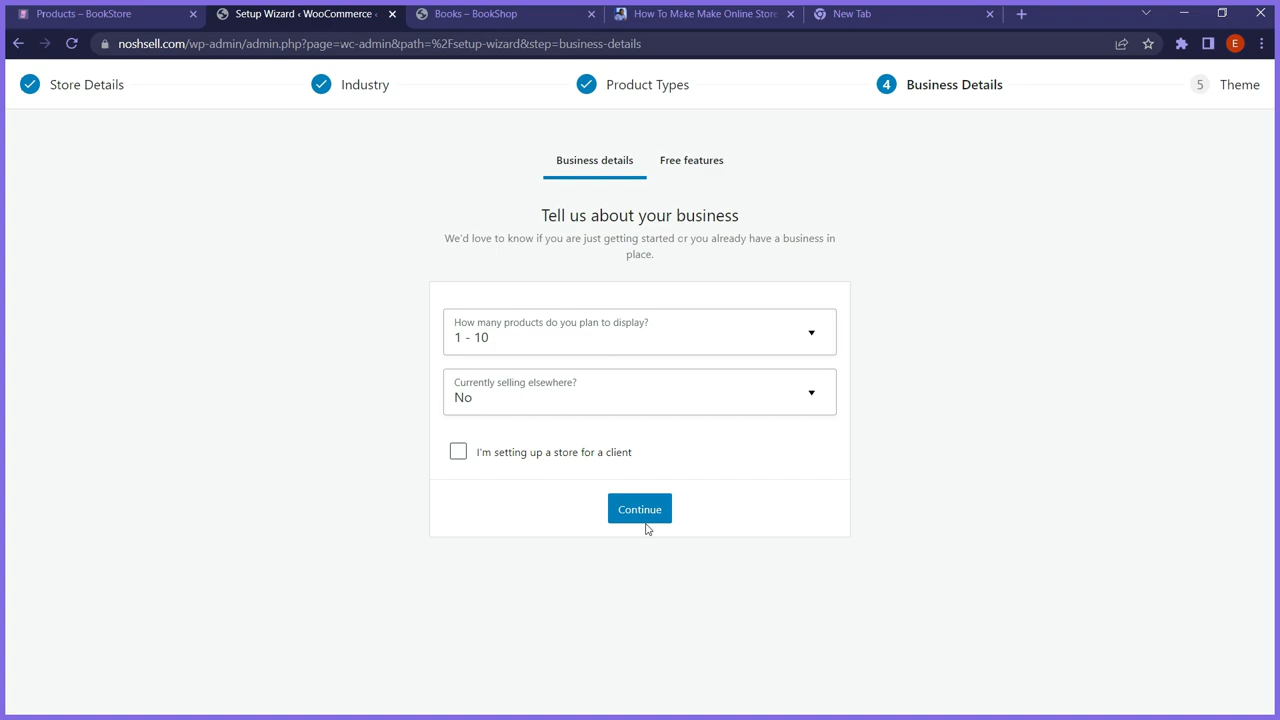 Products – BookStore
Setup Wizard ‹ WooCommerce ‹
Books – BookShop
How To Make Make Online Store
New Tab
noshsell.com/wp-admin/admin.php?page=wc-admin&path=%2Fsetup-wizard&step=business-details
E
Store Details
Industry
Product Types
4 Business Details
5 Theme
Business details
Free features
Tell us about your business
We'd love to know if you are just getting started or you already have a business in
place.
How many products do you plan to display?
1 - 10
Currently selling elsewhere?
No
I'm setting up a store for a client
Continue